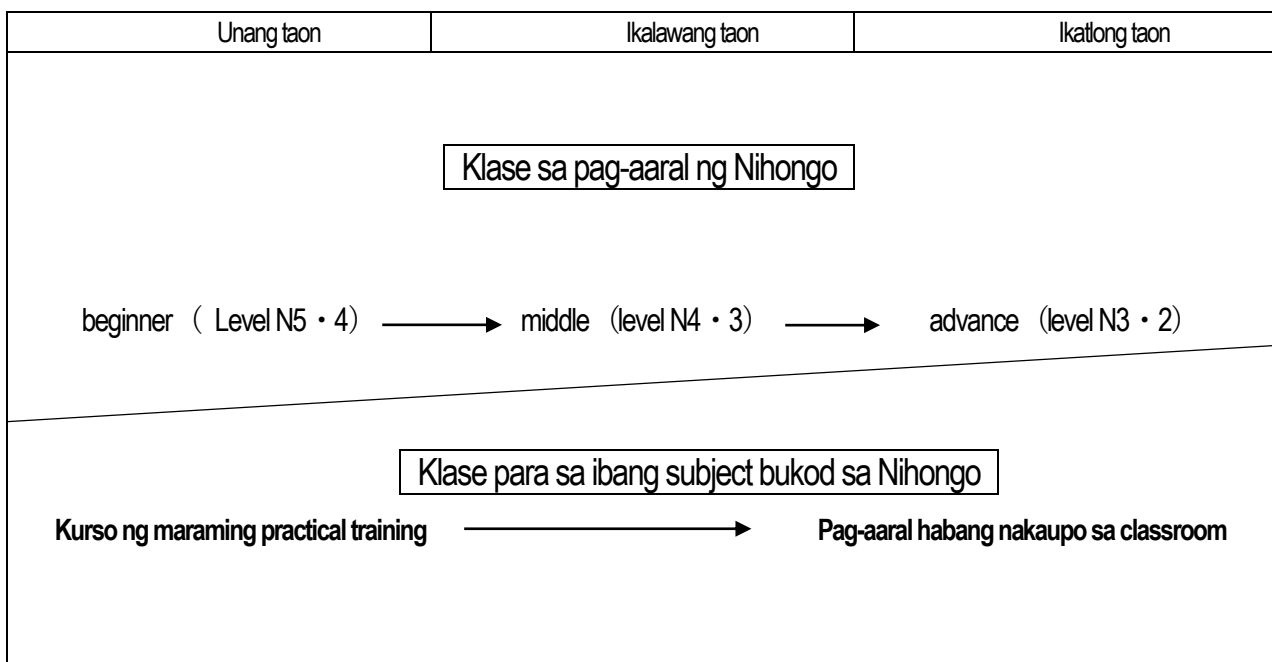 Unang taon Ikalawang taon Ikatlong taon
Klase sa pag-aaral ng Nihongo
beginner （ Level N5・4） middle （level N4・3） advance （level N3・2）
Klase para sa ibang subject bukod sa Nihongo
Kurso ng maraming practical training Pag-aaral habang nakaupo sa classroom